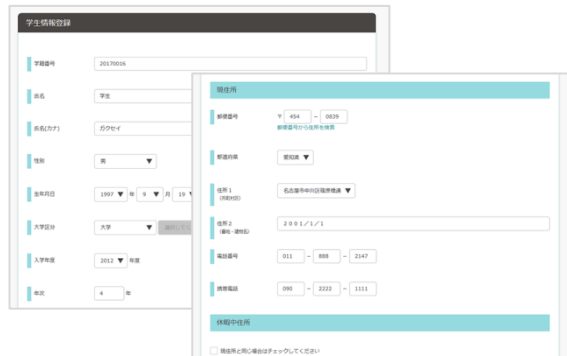 学生情報登録
学籍番号 20170016
氏名 学生
氏名(カナ) ガクセイ
性別 男 ▼
生年月日 1997 ▼ 年 9 ▼ 月 19
大学区分 大学 ▼
入学年度 2012 ▼ 年度
年次 4 年
現住所
郵便番号 〒 454 - 0839
郵便番号から住所を検索
都道府県 愛知県 ▼
住所1 名古屋市中川区篠原橋通 ▼
(市町村区)
住所2 2001/1/1
(番地・建物名)
電話番号 011 - 888 - 2147
携帯電話 090 - 2222 - 1111
休暇中住所
現住所と同じ場合はチェックしてください